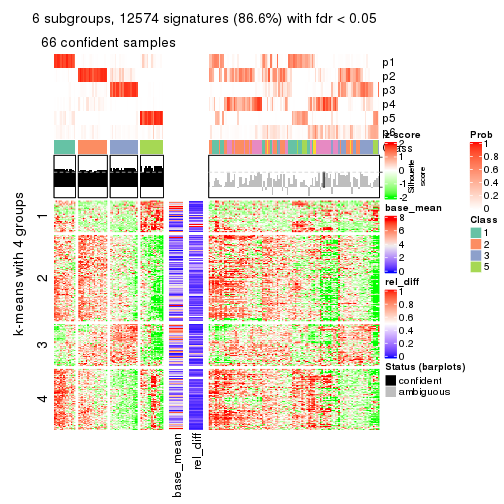 6 subgroups, 12574 signatures (86.6%) with fdr < 0.05
66 confident samples
p1
p2
p3
p4
p5
p6
z-score
2
1
0
-1
-2
Class
Silhouette
score
Prob
1
0.8
0.6
0.4
0.2
0
base_mean
8
6
4
2
0
Class
1
2
3
5
rel_diff
1
0.8
0.6
0.4
0.2
0
Status (barplots)
confident
ambiguous
k-means with 4 groups
1
2
3
4
base_mean
rel_diff